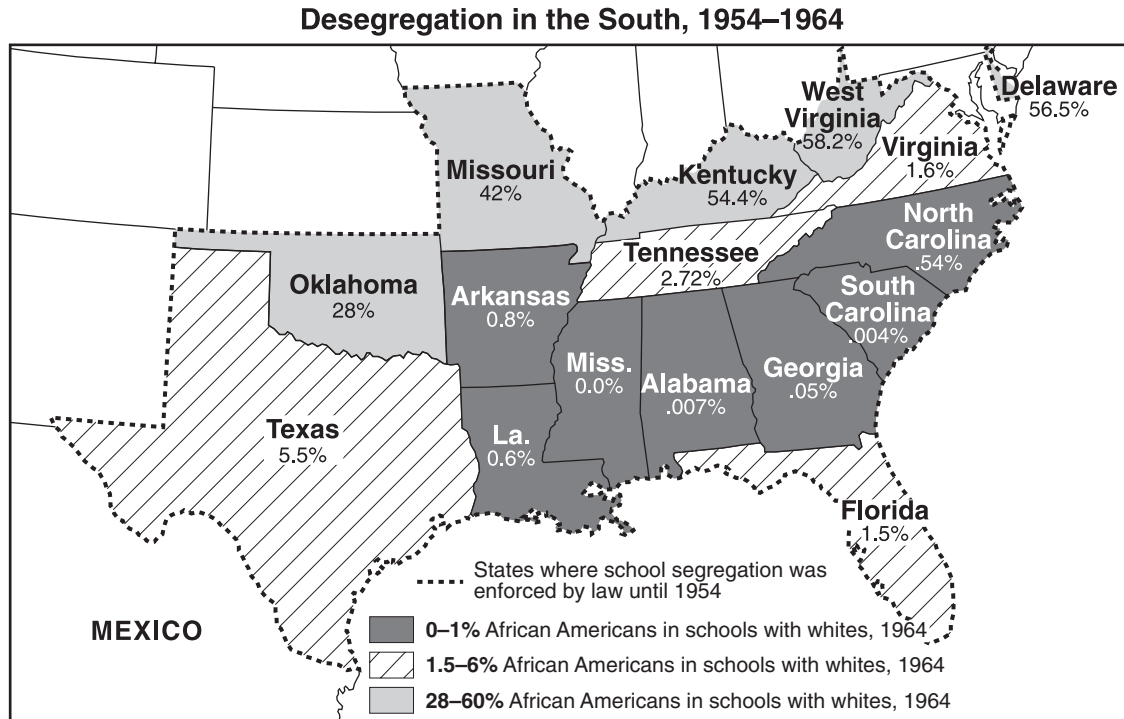 Desegregation in the South, 1954–1964
West
Virginia
58.2%
Delaware
56.5%
Virginia
1.6%
Missouri
42%
Kentucky
54.4%
North
Carolina
.54%
Tennessee
2.72%
Oklahoma
28%
Arkansas
0.8%
South
Carolina
.004%
Miss.
0.0%
Alabama
.007%
Georgia
.05%
Texas
5.5%
La.
0.6%
Florida
1.5%
MEXICO
States where school segregation was
enforced by law until 1954
0–1% African Americans in schools with whites, 1964
1.5–6% African Americans in schools with whites, 1964
28–60% African Americans in schools with whites, 1964